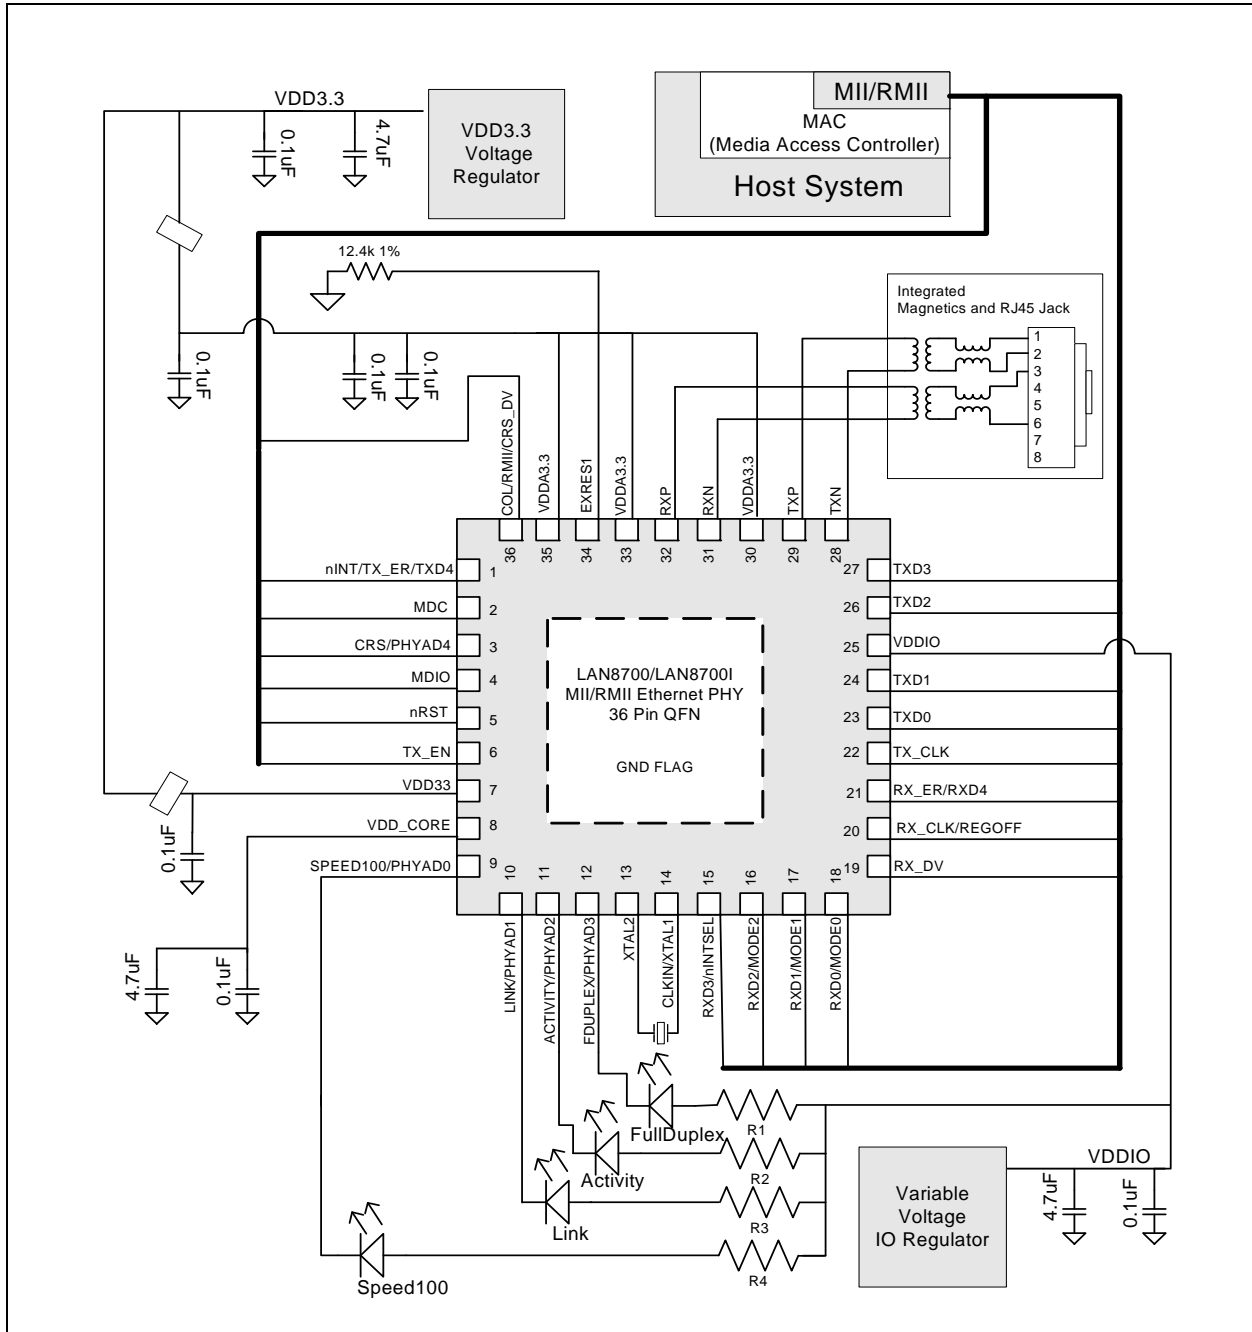 VDD3.3
0.1uF
4.7uF
VDD3.3
Voltage
Regulator
MII/RMII
MAC
(Media Access Controller)
Host System
12.4k 1%
0.1uF
0.1uF
0.1uF
Integrated
Magnetics and RJ45 Jack
1
2
3
4
5
6
7
8
COL/RMII/CRS_DV
VDDA3.3
EXRES1
VDDA3.3
RXP
RXN
VDDA3.3
TXP
TXN
36
35
34
33
32
31
30
29
28
nINT/TX_ER/TXD4
1
MDC
2
CRS/PHYAD4
3
MDIO
4
nRST
5
TX_EN
6
VDD33
7
VDD_CORE
8
SPEED100/PHYAD0
9
27
TXD3
26
TXD2
25
VDDIO
24
TXD1
23
TXD0
22
TX_CLK
21
RX_ER/RXD4
20
RX_CLK/REGOFF
19
RX_DV
LAN8700/LAN8700I
MII/RMII Ethernet PHY
36 Pin QFN
GND FLAG
0.1uF
4.7uF
0.1uF
10
11
12
13
14
15
16
17
18
LINK/PHYAD1
ACTIVITY/PHYAD2
FDUPLEX/PHYAD3
XTAL2
CLKIN/XTAL1
RXD3/nINTSEL
RXD2/MODE2
RXD1/MODE1
RXD0/MODE0
FullDuplex
R1
Activity
R2
Link
R3
Speed100
R4
Variable
Voltage
IO Regulator
VDDIO
4.7uF
0.1uF